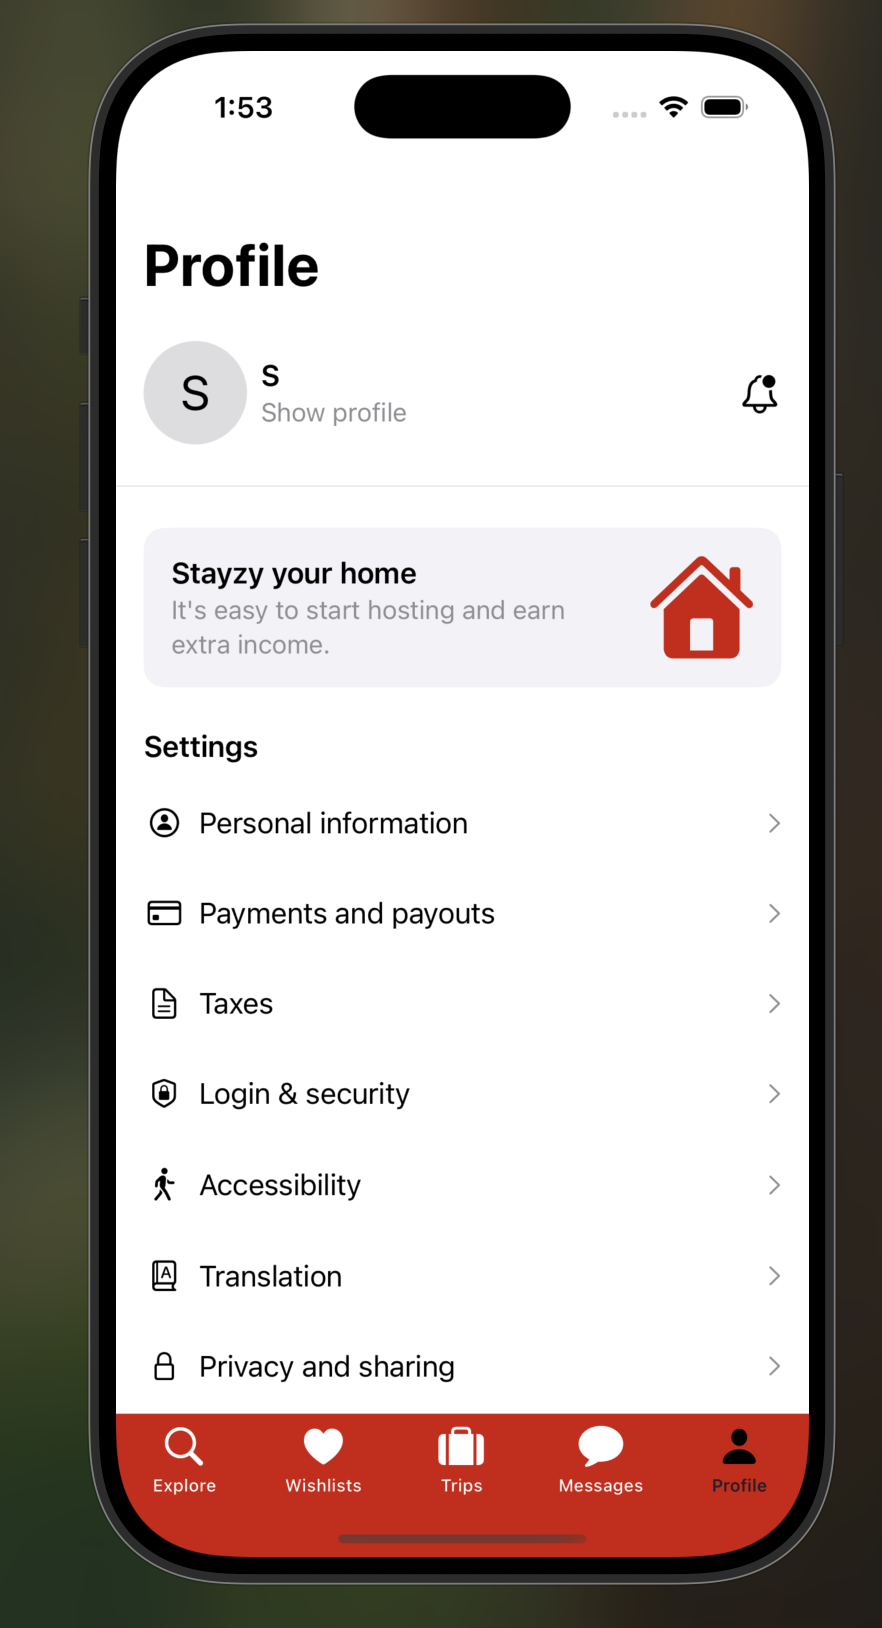 1:53
Profile
S
S
Show profile
Stayzy your home
It's easy to start hosting and earn
extra income.
Settings
Personal information
Payments and payouts
Taxes
Login & security
Accessibility
A
Translation
Privacy and sharing
Explore
Wishlists
Trips
Messages
Profile